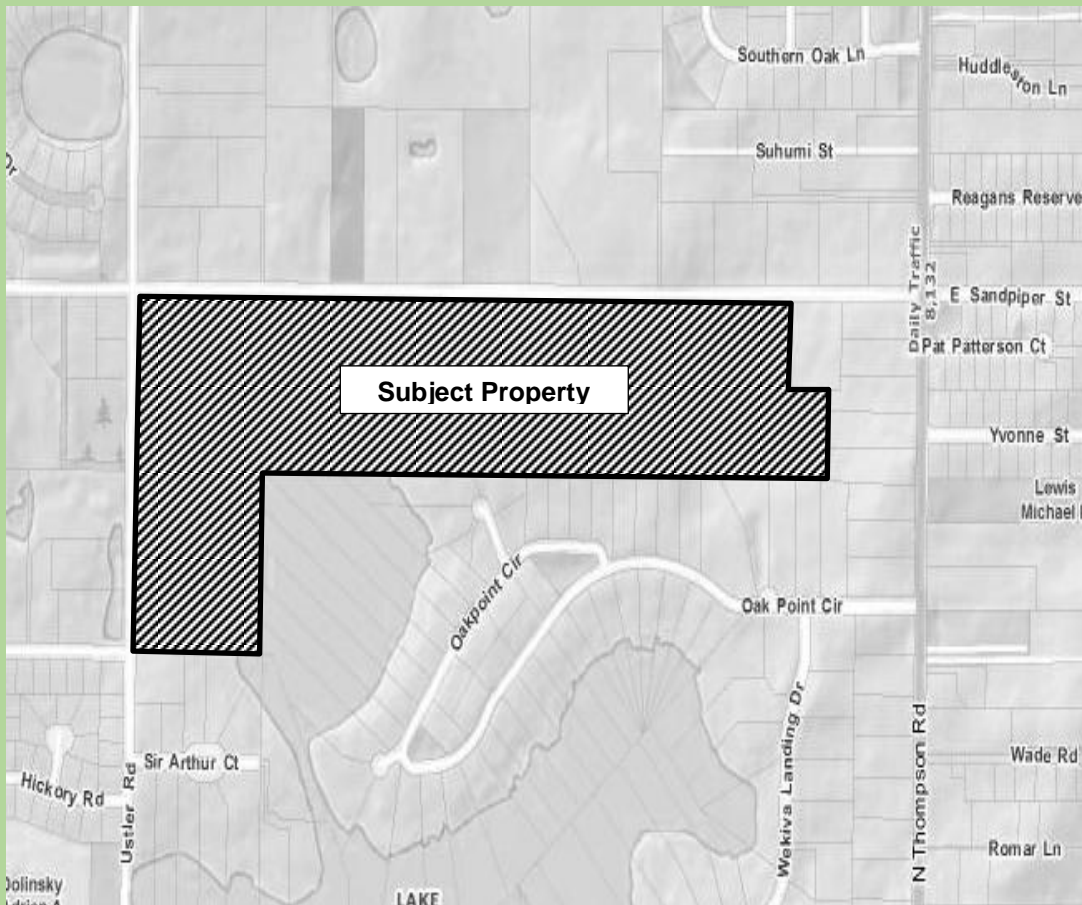 Southern Oak Ln
Huddleston Ln
Dr
Suhumi St
Reagans Reserve
Daily Traffic
8,132
E Sandpiper St
Pat Patterson Ct
Subject Property
Yvonne St
Lewis
Michael
Oakpoint Cir
Oak Point Cir
Wekiva Landing Dr
N Thompson Rd
Sir Arthur Ct
Hickory Rd
Ustler Rd
Wade Rd
Romar Ln
Dolinsky
LAKE